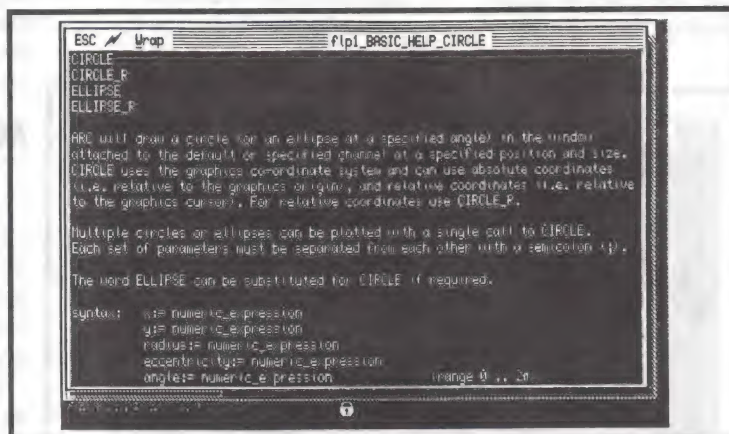 ESC Wrap flp1_BASIC_HELP_CIRCLE
CIRCLE
CIRCLE_R
ELLIPSE
ELLIPSE_R
ARC will draw a circle (or an ellipse at a specified angle) in the window
attached to the default or specified channel at a specified position and size.
CIRCLE uses the graphics co-ordinate system and can use absolute coordinates
(i.e. relative to the graphics origin), and relative coordinates (i.e. relative
to the graphics cursor). For relative coordinates use CIRCLE_R.
Multiple circles or ellipses can be plotted with a single call to CIRCLE.
Each set of parameters must be separated from each other with a semicolon (;).
The word ELLIPSE can be substituted for CIRCLE if required.
syntax: x:= numeric_expression
y:= numeric_expression
radius:= numeric_expression
eccentricity:= numeric_expression
angle:= numeric_expression (range 0 .. 2π)